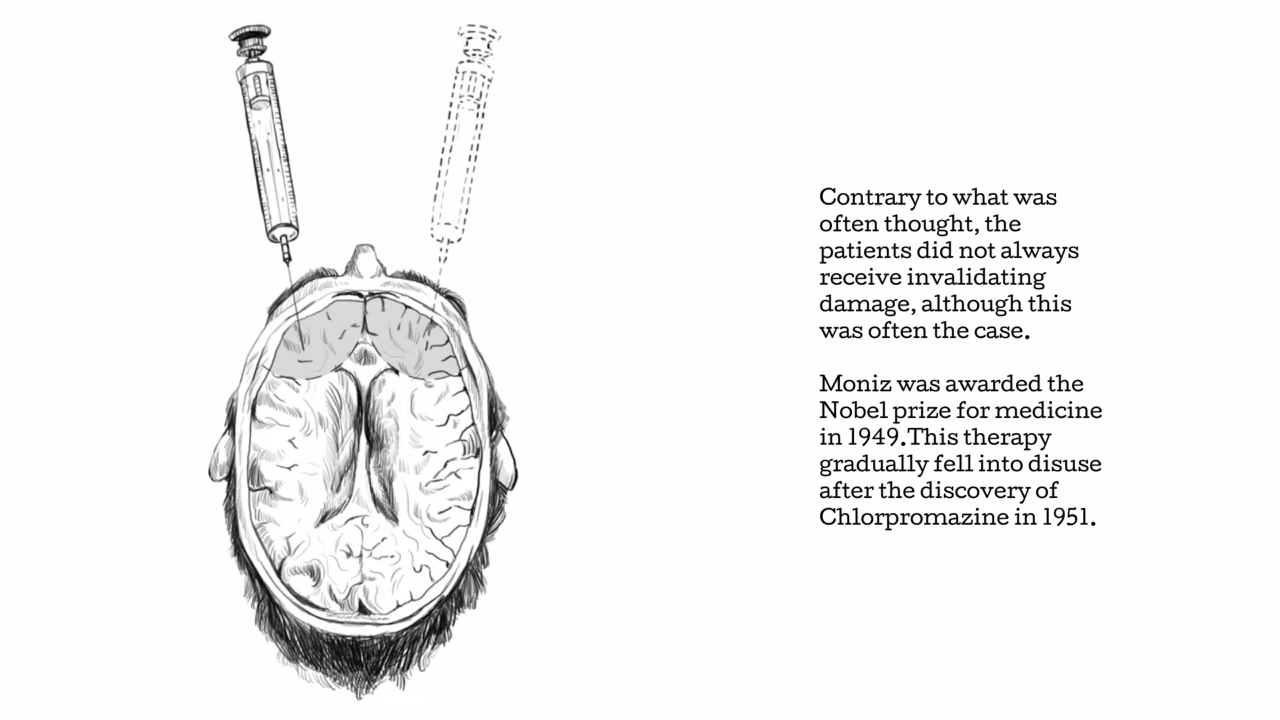 Contrary to what was
often thought, the
patients did not always
receive invalidating
damage, although this
was often the case.
Moniz was awarded the
Nobel prize for medicine
in 1949.This therapy
gradually fell into disuse
after the discovery of
Chlorpromazine in 1951.